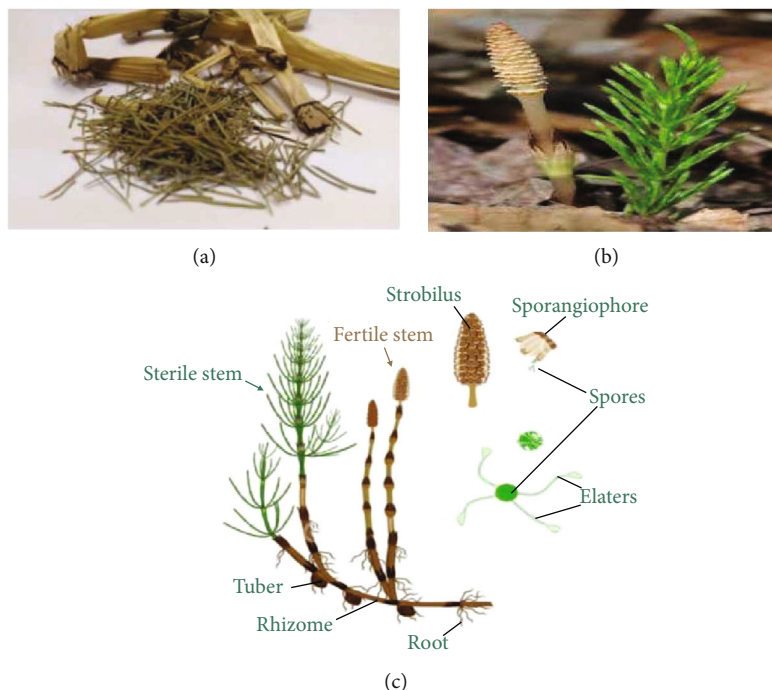 (a)
(b)
Strobilus
Sporangiophore
Fertile stem
Sterile stem
Spores
Elaters
Tuber
Rhizome
Root
(c)